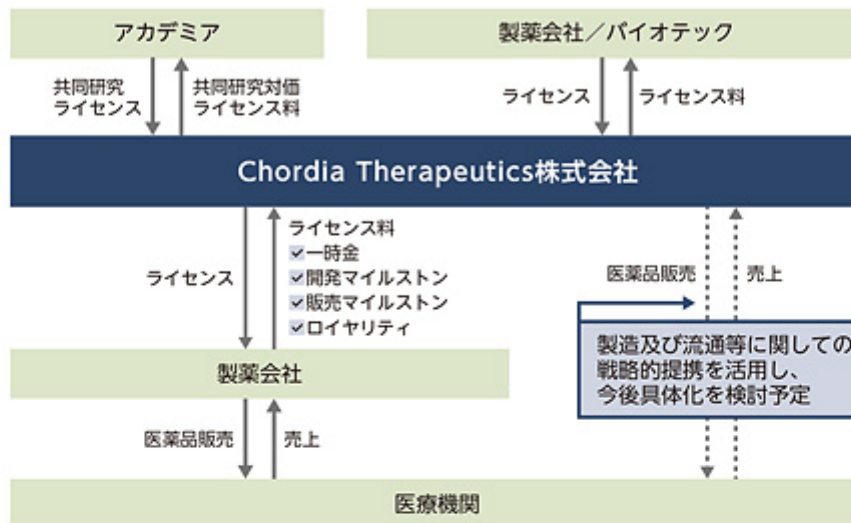 アカデミア
製薬会社/バイオテック
共同研究
ライセンス
共同研究対価
ライセンス料
ライセンス
ライセンス料
Chordia Therapeutics株式会社
ライセンス
ライセンス料
一時金
開発マイルストン
販売マイルストン
ロイヤリティ
医薬品販売
売上
製造及び流通等に関しての
戦略的提携を活用し、
今後具体化を検討予定
製薬会社
医薬品販売
売上
医療機関